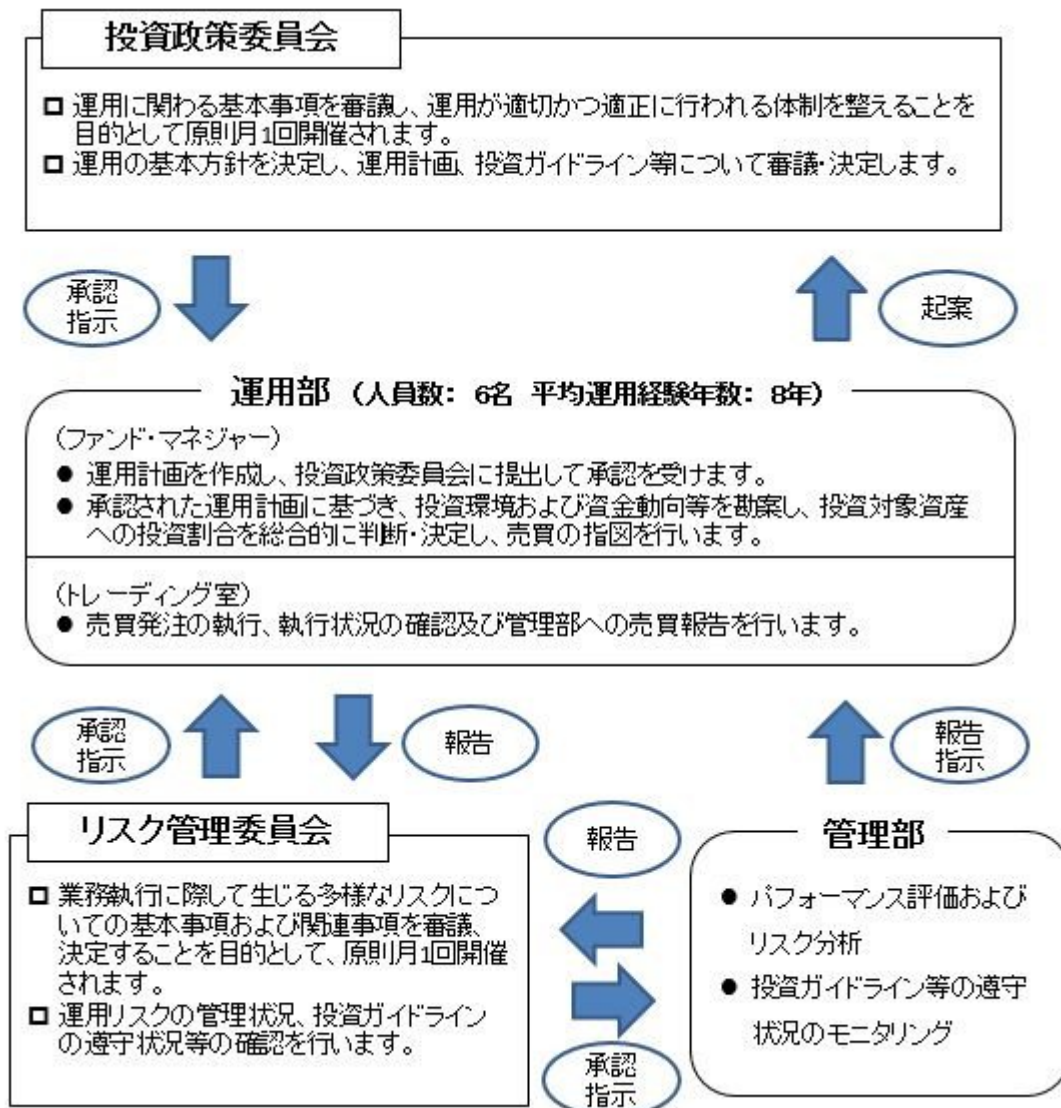 投資政策委員会
□ 運用に関わる基本事項を審議し、運用が適切かつ適正に行われる体制を整えることを
目的として原則月1回開催されます。
□ 運用の基本方針を決定し、運用計画、投資ガイドライン等について審議・決定します。
承認
指示
起案
運用部 (人員数: 6名 平均運用経験年数: 8年)
(ファンド・マネジャー)
● 運用計画を作成し、投資政策委員会に提出して承認を受けます。
● 承認された運用計画に基づき、投資環境および資金動向等を勘案し、投資対象資産
への投資割合を総合的に判断・決定し、売買の指図を行います。
(トレーディング室)
● 売買発注の執行、執行状況の確認及び管理部への売買報告を行います。
承認
指示
報告
報告
指示
リスク管理委員会
□ 業務執行に際して生じる多様なリスクにつ
いての基本事項および関連事項を審議、
決定することを目的として、原則月1回開催
されます。
□ 運用リスクの管理状況、投資ガイドライン
の遵守状況等の確認を行います。
報告
承認
指示
管理部
● パフォーマンス評価および
リスク分析
● 投資ガイドライン等の遵守
状況のモニタリング